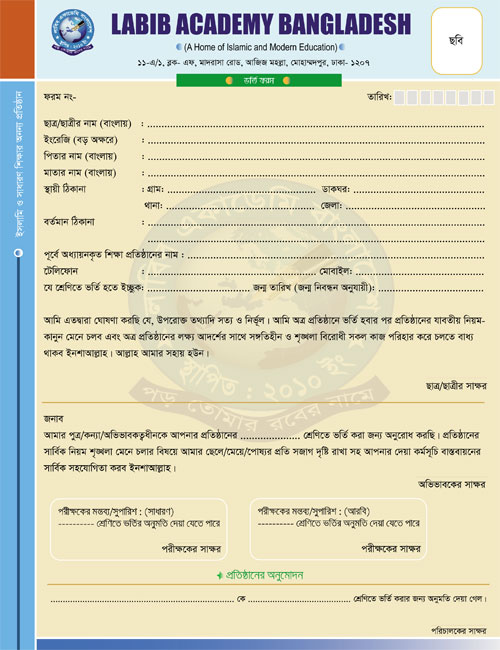 LABIB ACADEMY BANGLADESH
(A Home of Islamic and Modern Education)
১১-এ/১, ব্লক- এফ, মাদরাসা রোড, আজিজ মহল্লা, মোহাম্মদপুর, ঢাকা- ১২০৭
ছবি
ভর্তি ফরম
ইসলামি ও সাধারণ শিক্ষার অনন্য প্রতিষ্ঠান
ফরম নং-
তারিখ:
ছাত্র/ছাত্রীর নাম (বাংলায়) :
ইংরেজি (বড় অক্ষরে) :
পিতার নাম (বাংলায়) :
মাতার নাম (বাংলায়) :
স্থায়ী ঠিকানা : গ্রাম: ডাকঘর:
থানা: জেলা:
বর্তমান ঠিকানা :
পূর্বে অধ্যায়নকৃত শিক্ষা প্রতিষ্ঠানের নাম :
টেলিফোন : মোবাইল:
যে শ্রেণিতে ভর্তি হতে ইচ্ছুক: জন্ম তারিখ (জন্ম নিবন্ধন অনুযায়ী):
আমি এতদ্বারা ঘোষণা করছি যে, উপরোক্ত তথ্যাদি সত্য ও নির্ভূল। আমি অত্র প্রতিষ্ঠানে ভর্তি হবার পর প্রতিষ্ঠানের যাবতীয় নিয়ম-
কানুন মেনে চলব এবং অত্র প্রতিষ্ঠানের লক্ষ্য আদর্শের সাথে সঙ্গতিহীন ও শৃঙ্খলা বিরোধী সকল কাজ পরিহার করে চলতে বাধ্য
থাকব ইনশাআল্লাহ। আল্লাহ আমার সহায় হউন।
ছাত্র/ছাত্রীর সাক্ষর
স্থাপিত : ২০১০ ইং
পড় তোমার রবের নামে
জনাব
আমার পুত্র/কন্যা/অভিভাবকত্বধীনকে আপনার প্রতিষ্ঠানের ..................... শ্রেণিতে ভর্তি করা জন্য অনুরোধ করছি। প্রতিষ্ঠানের
সার্বিক নিয়ম শৃঙ্খলা মেনে চলার বিষয়ে আমার ছেলে/মেয়ে/পোষ্যের প্রতি সজাগ দৃষ্টি রাখা সহ আপনার দেয়া কর্মসূচি বাস্তবায়নের
সার্বিক সহযোগিতা করব ইনশাআল্লাহ।
অভিভাবকের সাক্ষর
পরীক্ষকের মন্তব্য/সুপারিশ : (সাধারণ)
---------- শ্রেণিতে ভর্তির অনুমতি দেয়া যেতে পারে
পরীক্ষকের সাক্ষর
পরীক্ষকের মন্তব্য/সুপারিশ : (আরবি)
---------- শ্রেণিতে ভর্তির অনুমতি দেয়া যেতে পারে
পরীক্ষকের সাক্ষর
প্রতিষ্ঠানের অনুমোদন
.......................... কে .......................... শ্রেণিতে ভর্তি করার জন্য অনুমতি দেয়া গেল।
পরিচালকের সাক্ষর